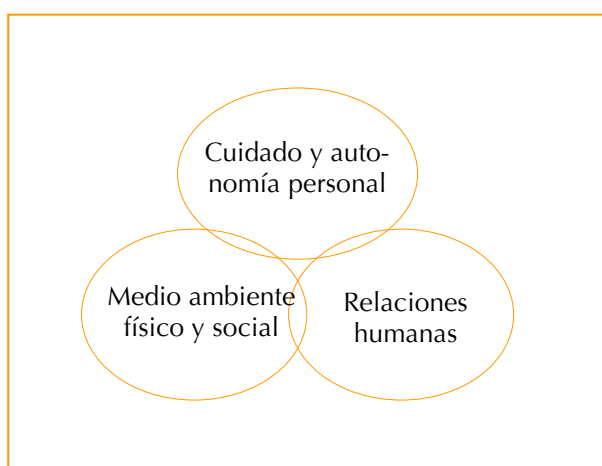 Cuidado y auto-
nomía personal
Medio ambiente
físico y social
Relaciones
humanas